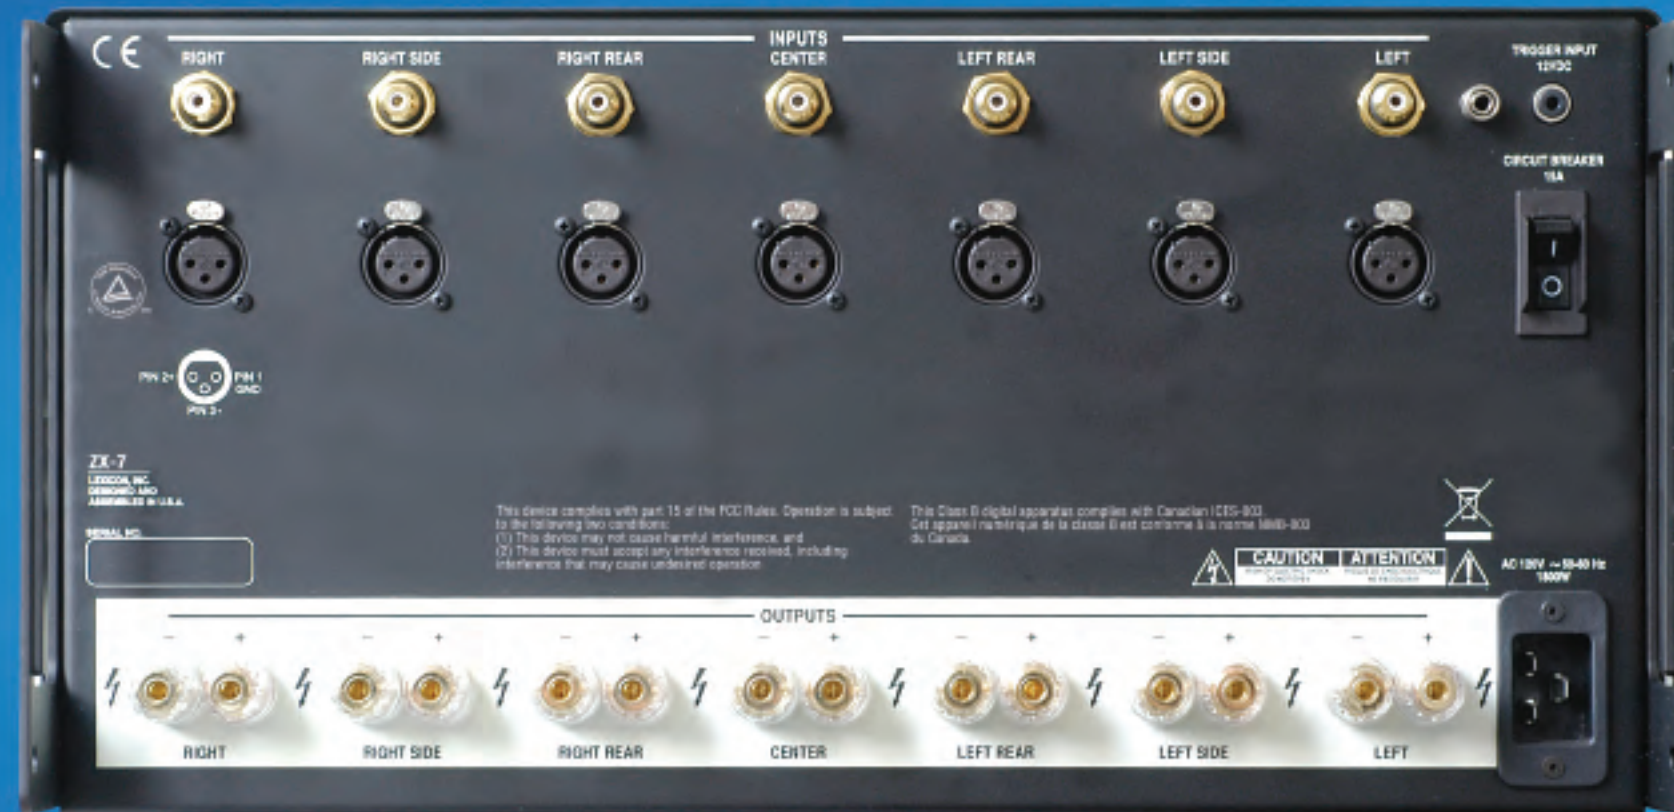 CE
INPUTS
RIGHT
RIGHT SIDE
RIGHT REAR
CENTER
LEFT REAR
LEFT SIDE
LEFT
TRIGGER INPUT
12VDC
CIRCUIT BREAKER
15A
PIN 2+
PIN 1
GND
PIN 3-
ZX-7
LEXICON, INC.
DESIGNED AND
ASSEMBLED IN U.S.A.
SERIAL NO.
This device complies with part 15 of the FCC Rules. Operation is subject
to the following two conditions:
(1) This device may not cause harmful interference, and
(2) This device must accept any interference received, including
interference that may cause undesired operation
This Class B digital apparatus complies with Canadian ICES-003.
Cet appareil numérique de la classe B est conforme à la norme NMB-003
du Canada.
CAUTION
ATTENTION
AC 120V ~ 50-60 Hz
1800W
OUTPUTS
- + - + - + - + - + - + - +
RIGHT
RIGHT SIDE
RIGHT REAR
CENTER
LEFT REAR
LEFT SIDE
LEFT